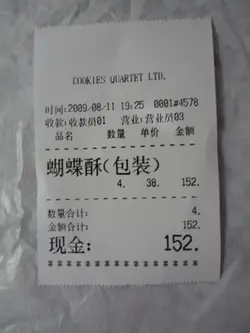 COOKIES QUARTET LTD.
时间:2009/08/11 19:25 0001#4578
收款:收款员01 营业:营业员03
品名 数量 单价 金额
蝴蝶酥(包装)
4. 38. 152.
数量合计: 4.
金额合计: 152.
现金: 152.